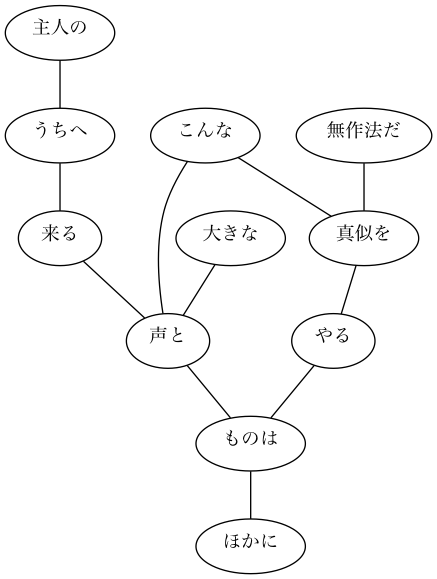 主人の
うちへ
こんな
無作法だ
来る
大きな
真似を
声と
やる
ものは
ほかに